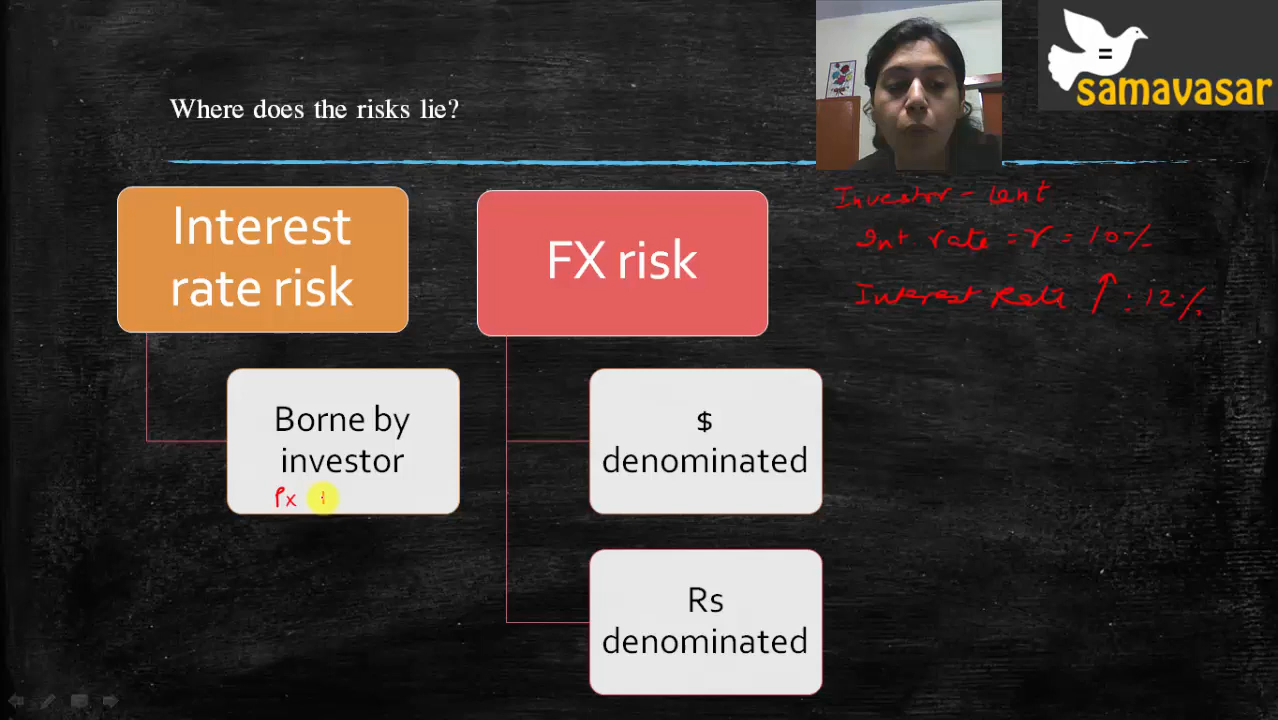 =
samavasar
Where does the risks lie?
Investor - lent
Int. rate = r = 10%
Interest Rate ↑ : 12%
Interest
rate risk
FX risk
Borne by
investor
Px
$
denominated
Rs
denominated